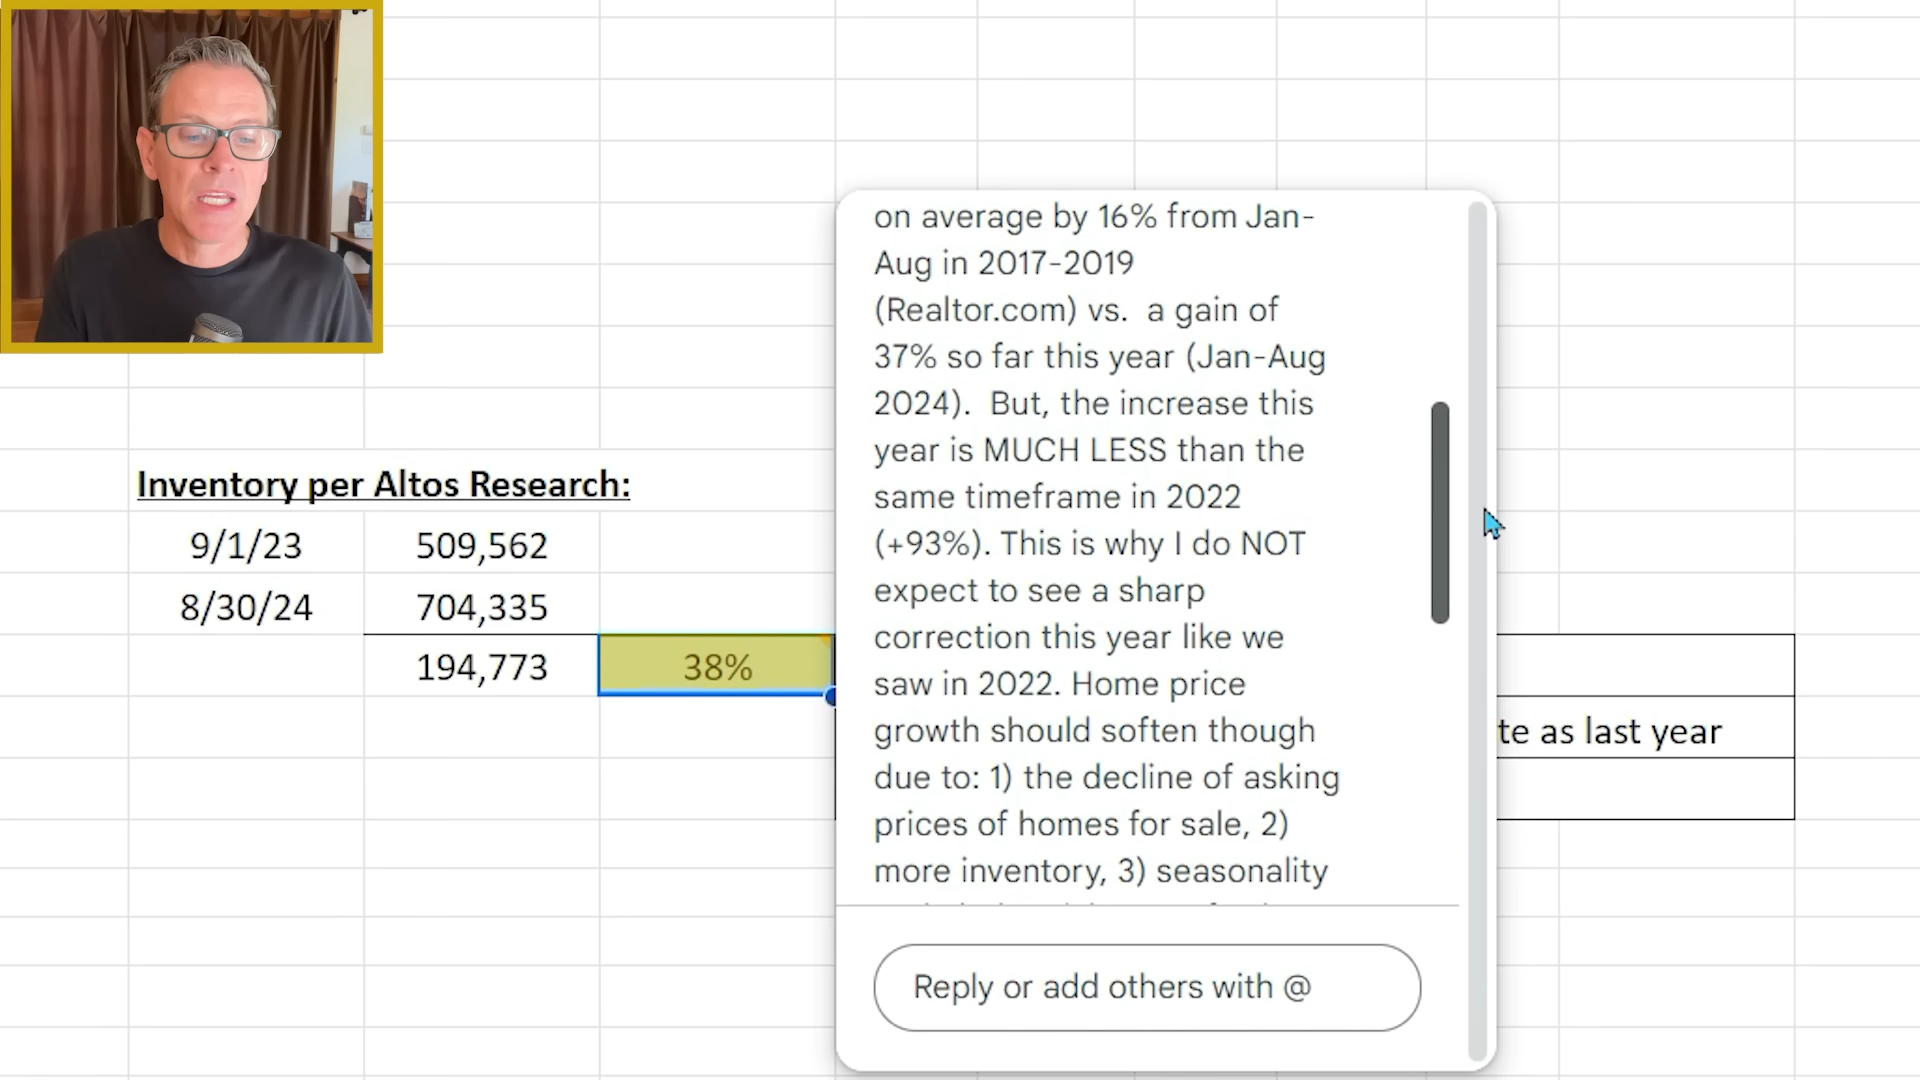 Inventory per Altos Research:
9/1/23 509,562
8/30/24 704,335
194,773 38%
on average by 16% from Jan-
Aug in 2017-2019
(Realtor.com) vs.  a gain of
37% so far this year (Jan-Aug
2024).  But, the increase this
year is MUCH LESS than the
same timeframe in 2022
(+93%). This is why I do NOT
expect to see a sharp
correction this year like we
saw in 2022. Home price
growth should soften though
due to: 1) the decline of asking
prices of homes for sale, 2)
more inventory, 3) seasonality
Reply or add others with @
te as last year